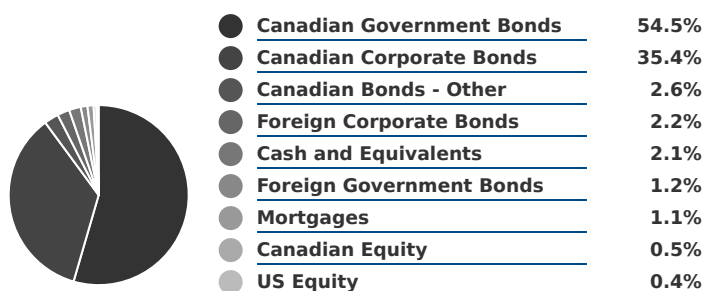 Canadian Government Bonds 54.5%
Canadian Corporate Bonds 35.4%
Canadian Bonds - Other 2.6%
Foreign Corporate Bonds 2.2%
Cash and Equivalents 2.1%
Foreign Government Bonds 1.2%
Mortgages 1.1%
Canadian Equity 0.5%
US Equity 0.4%